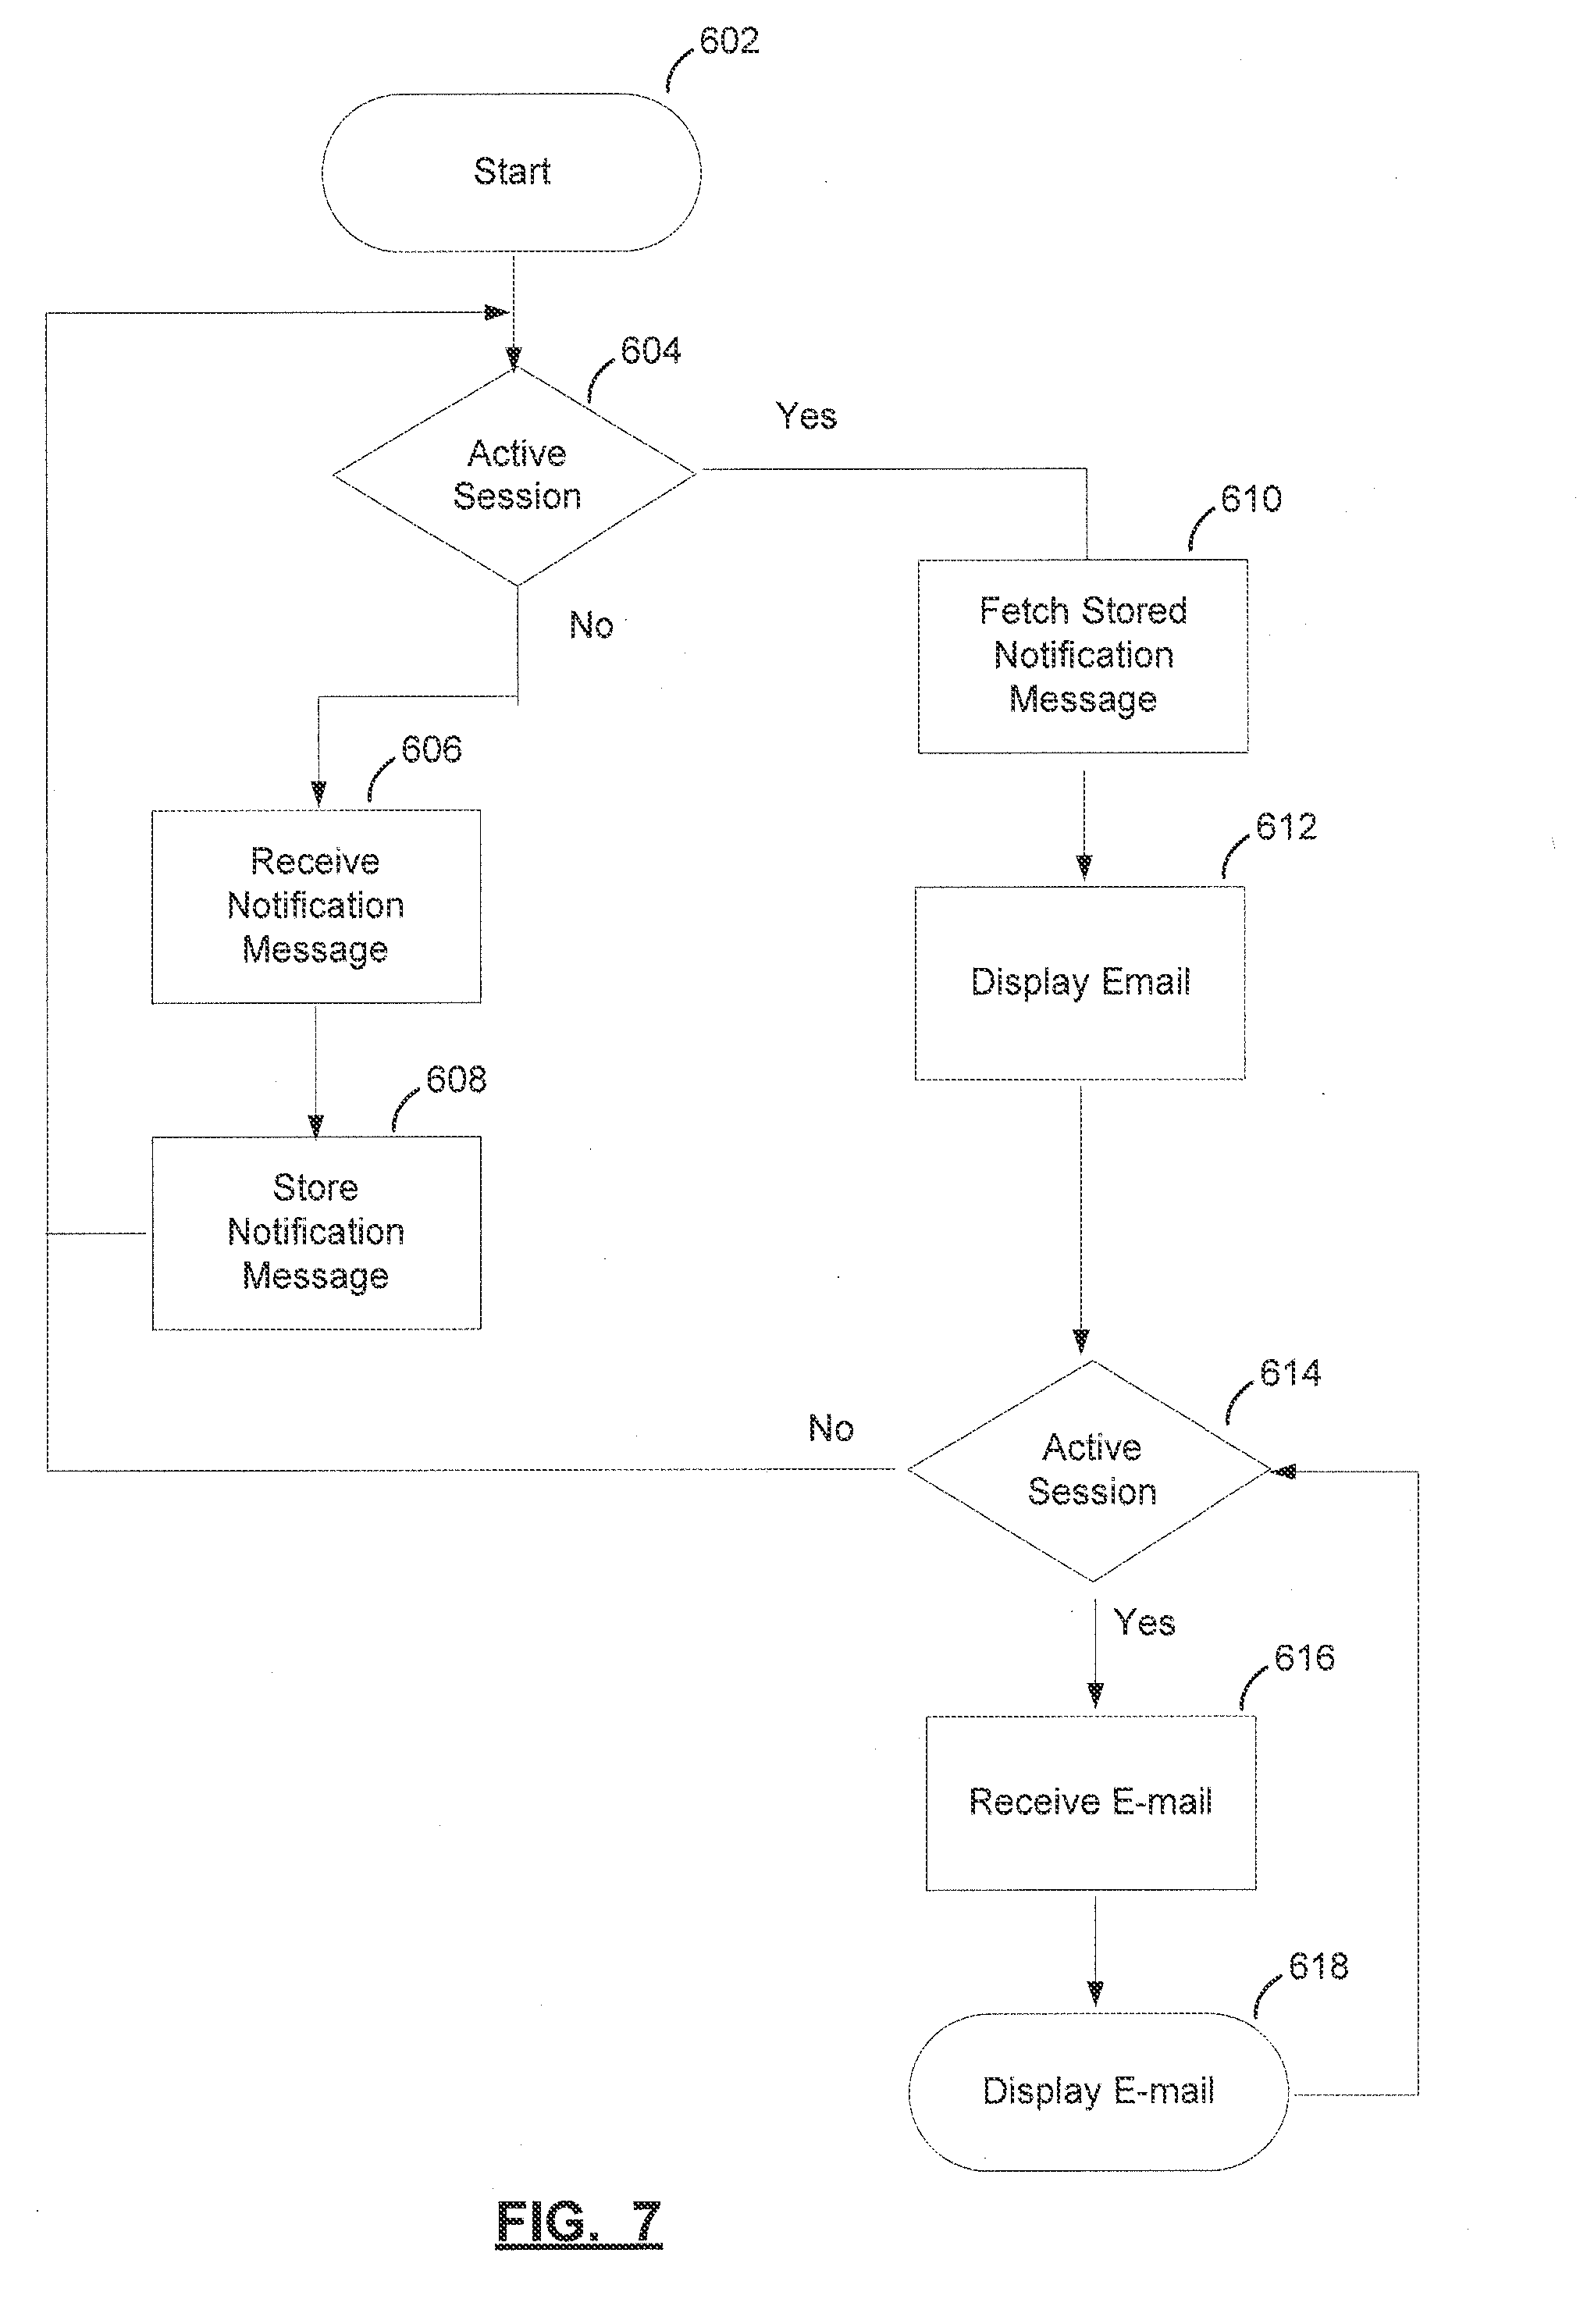 602
Start
604
Active
Session
Yes
No
610
Fetch Stored
Notification
Message
606
Receive
Notification
Message
612
Display Email
608
Store
Notification
Message
614
No
Active
Session
Yes
616
Receive E-mail
618
Display E-mail
FIG. 7